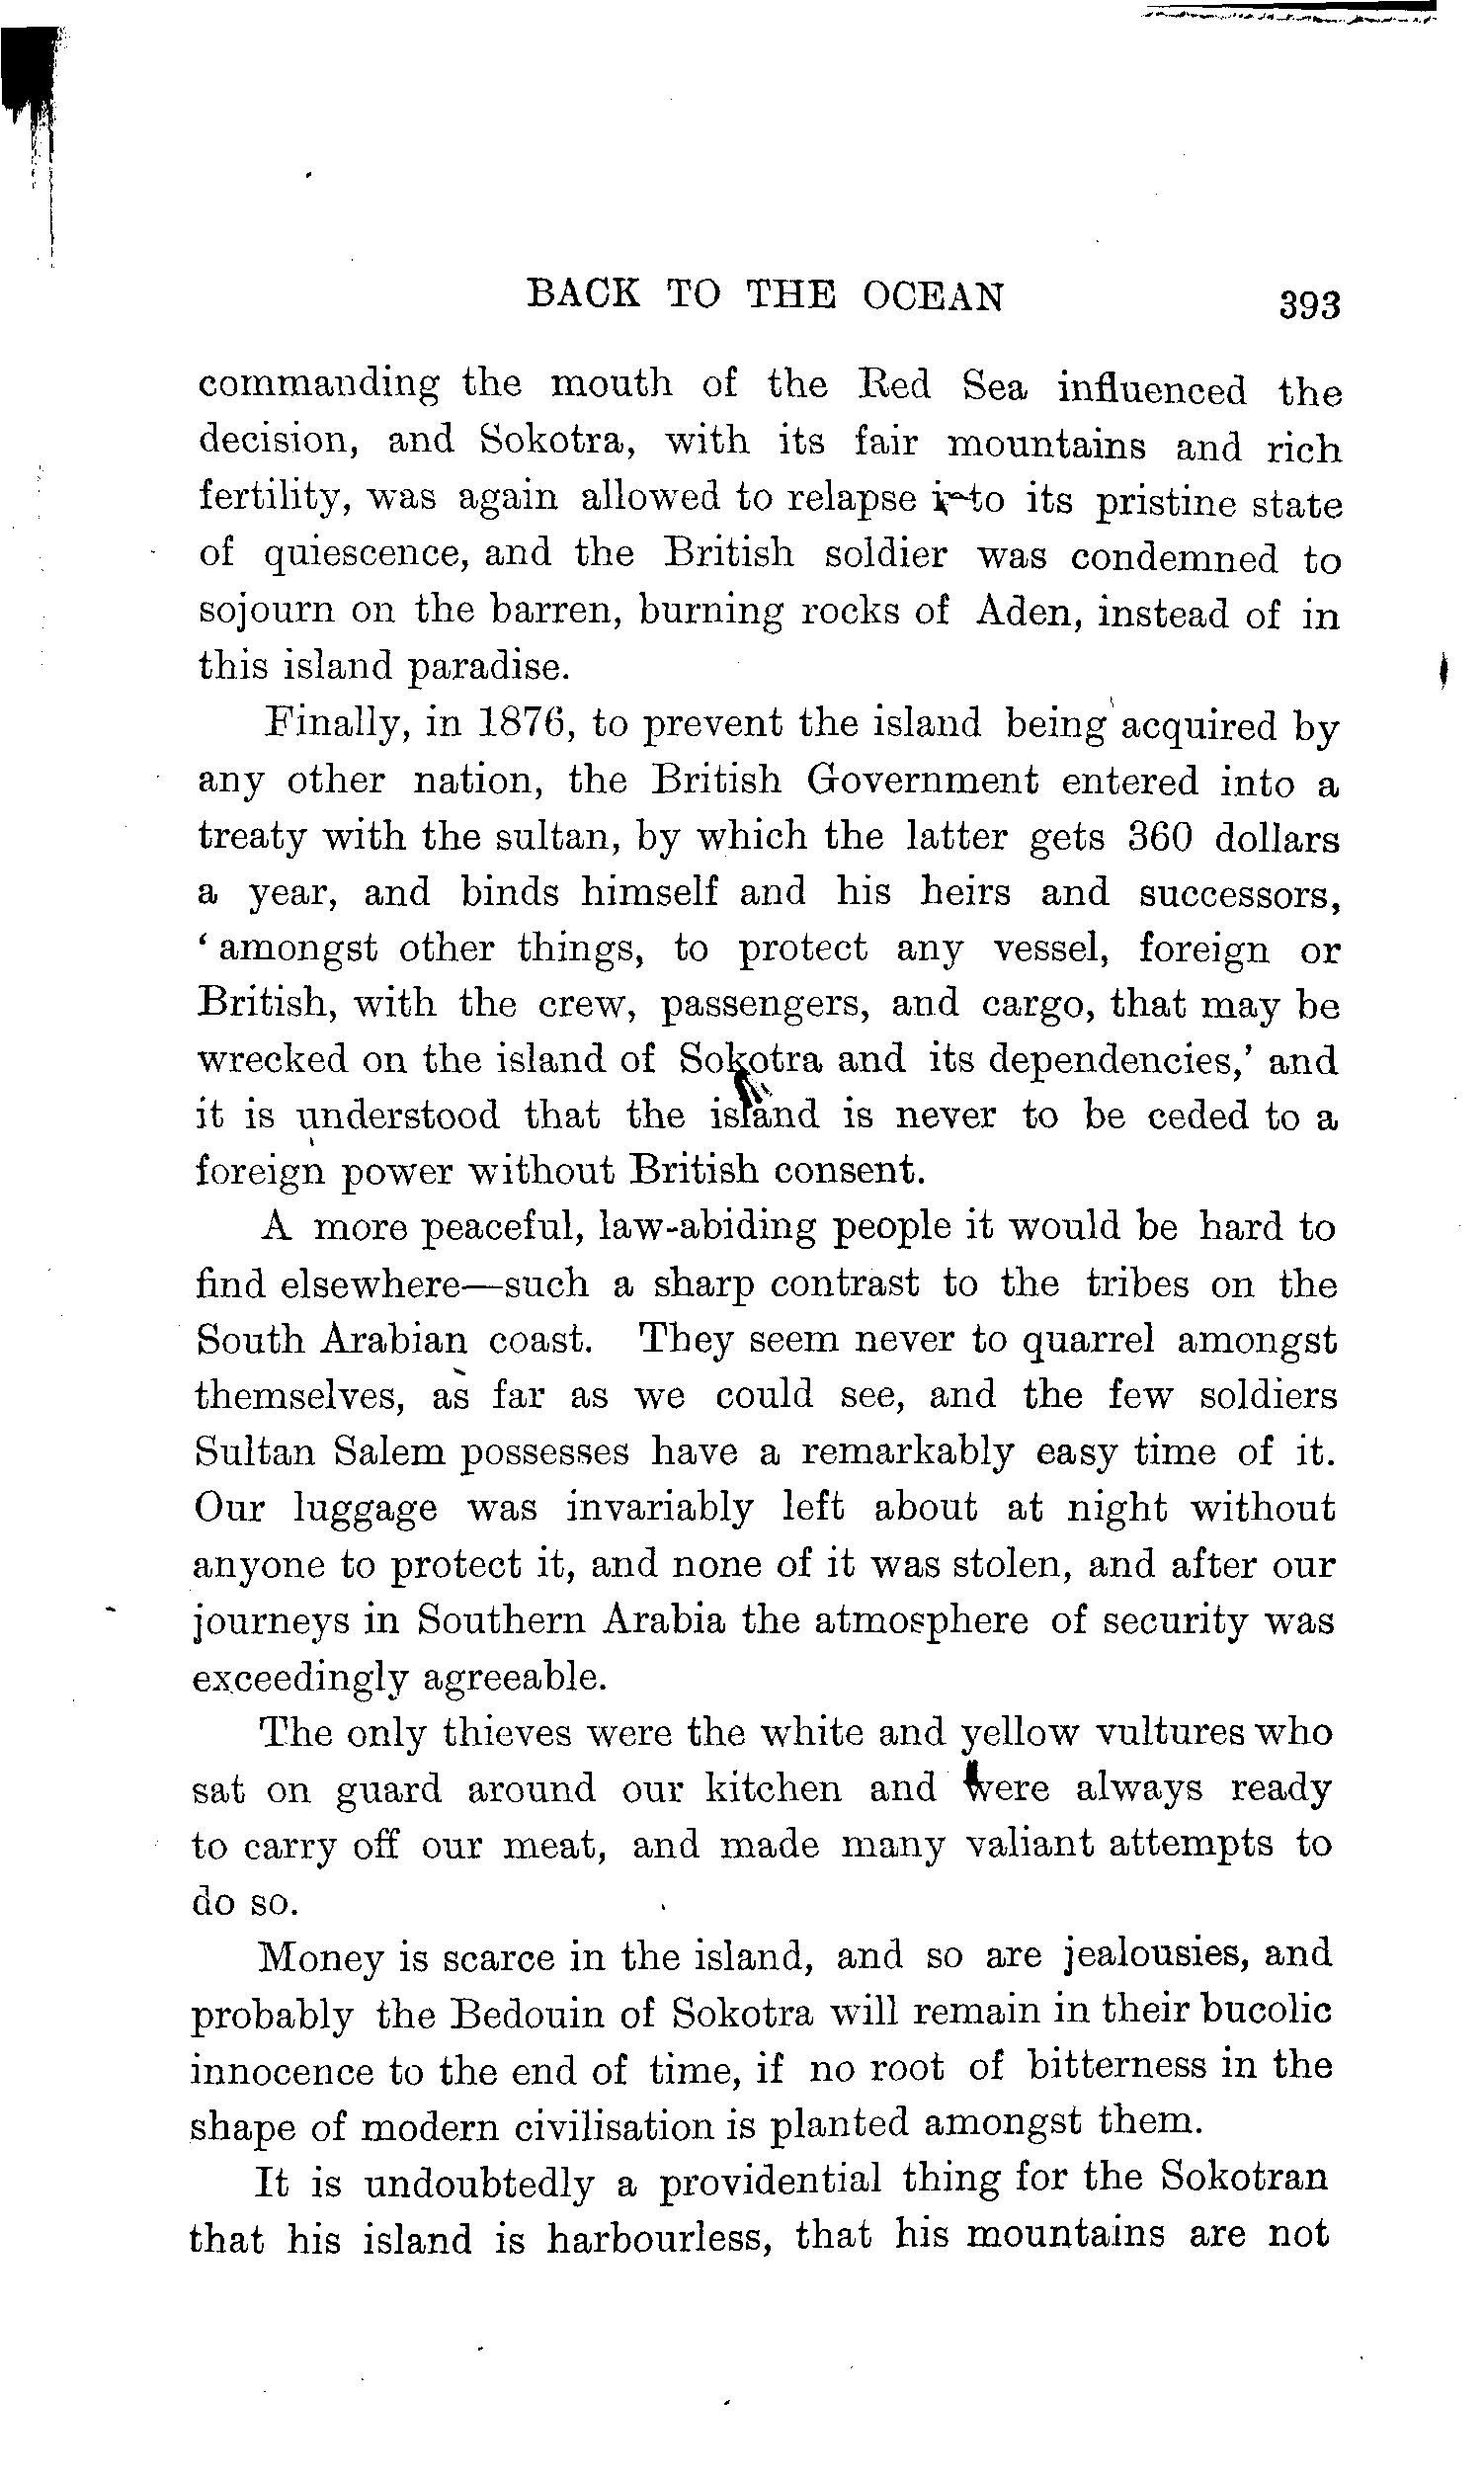 BACK TO THE OCEAN 393
commanding the mouth of the Red Sea influenced the
decision, and Sokotra, with its fair mountains and rich
fertility, was again allowed to relapse into its pristine state
of quiescence, and the British soldier was condemned to
sojourn on the barren, burning rocks of Aden, instead of in
this island paradise.
Finally, in 1876, to prevent the island being acquired by
any other nation, the British Government entered into a
treaty with the sultan, by which the latter gets 360 dollars
a year, and binds himself and his heirs and successors,
‘amongst other things, to protect any vessel, foreign or
British, with the crew, passengers, and cargo, that may be
wrecked on the island of Sokotra and its dependencies,’ and
it is understood that the island is never to be ceded to a
foreign power without British consent.
A more peaceful, law-abiding people it would be hard to
find elsewhere—such a sharp contrast to the tribes on the
South Arabian coast. They seem never to quarrel amongst
themselves, as far as we could see, and the few soldiers
Sultan Salem possesses have a remarkably easy time of it.
Our luggage was invariably left about at night without
anyone to protect it, and none of it was stolen, and after our
journeys in Southern Arabia the atmosphere of security was
exceedingly agreeable.
The only thieves were the white and yellow vultures who
sat on guard around our kitchen and were always ready
to carry off our meat, and made many valiant attempts to
do so.
Money is scarce in the island, and so are jealousies, and
probably the Bedouin of Sokotra will remain in their bucolic
innocence to the end of time, if no root of bitterness in the
shape of modern civilisation is planted amongst them.
It is undoubtedly a providential thing for the Sokotran
that his island is harbourless, that his mountains are not